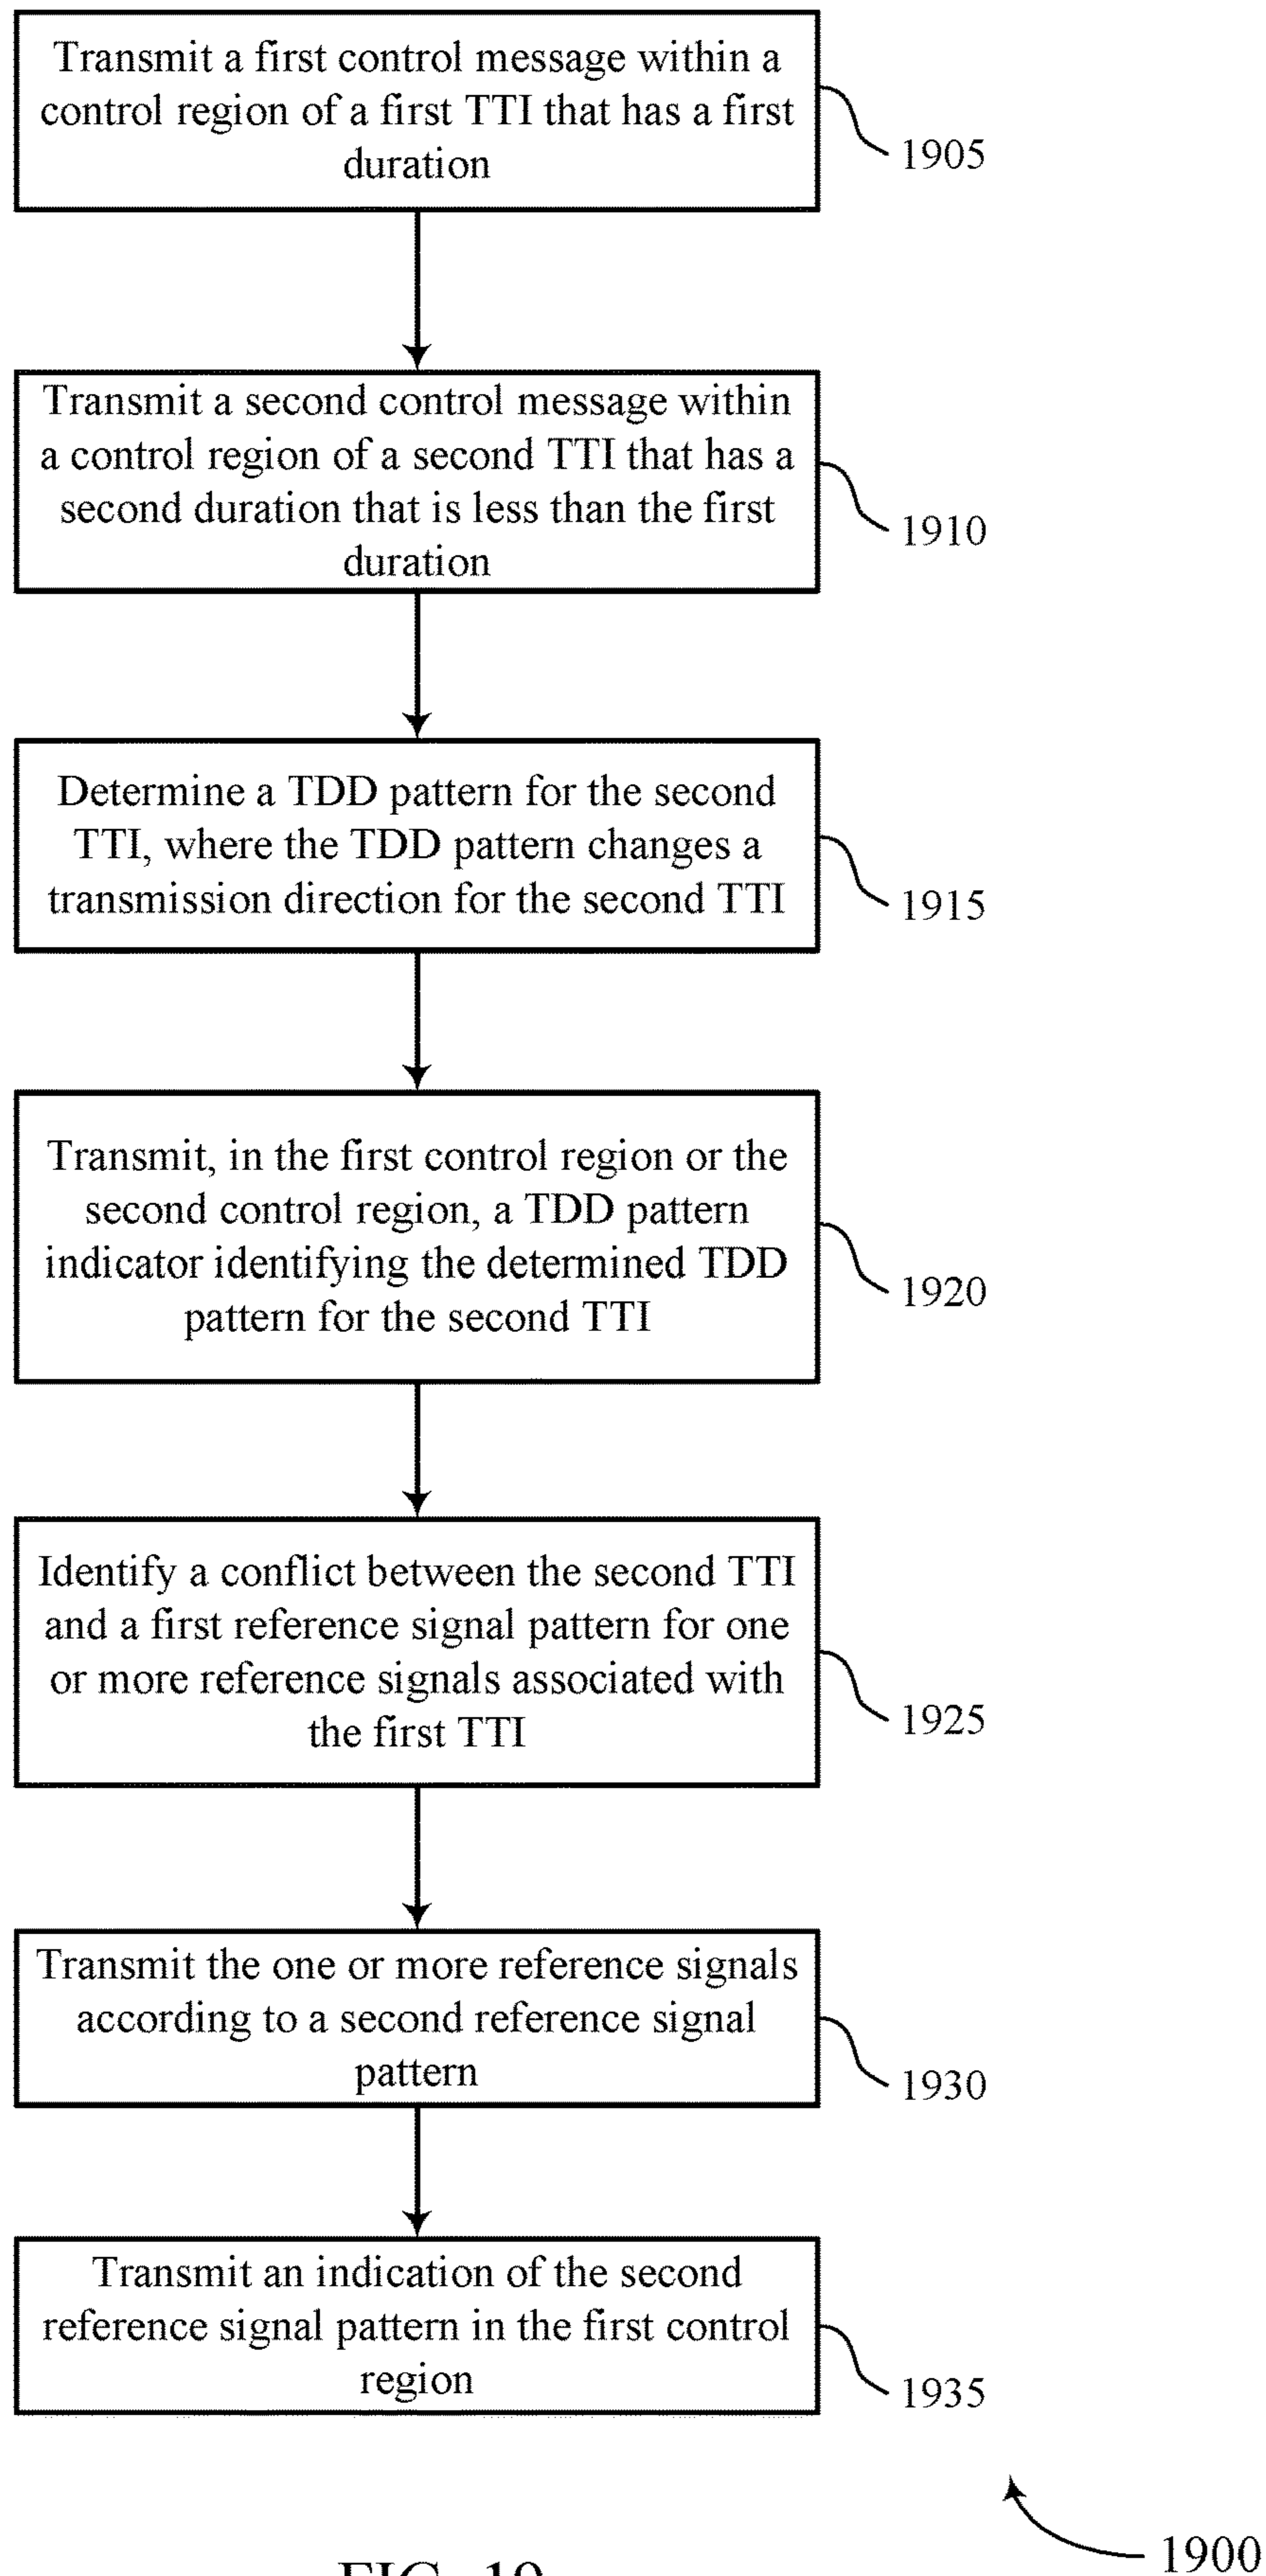 Transmit a first control message within a
control region of a first TTI that has a first
duration
1905
Transmit a second control message within
a control region of a second TTI that has a
second duration that is less than the first
duration
1910
Determine a TDD pattern for the second
TTI, where the TDD pattern changes a
transmission direction for the second TTI
1915
Transmit, in the first control region or the
second control region, a TDD pattern
indicator identifying the determined TDD
pattern for the second TTI
1920
Identify a conflict between the second TTI
and a first reference signal pattern for one
or more reference signals associated with
the first TTI
1925
Transmit the one or more reference signals
according to a second reference signal
pattern
1930
Transmit an indication of the second
reference signal pattern in the first control
region
1935
1900
FIG. 19